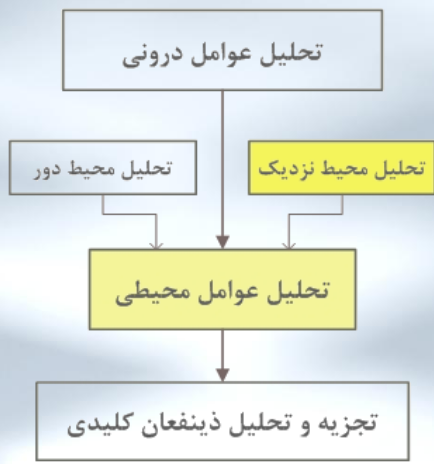 تحلیل عوامل درونی
تحلیل محیط نزدیک
تحلیل محیط دور
تحلیل عوامل محیطی
تجزیه و تحلیل ذینفعان کلیدی